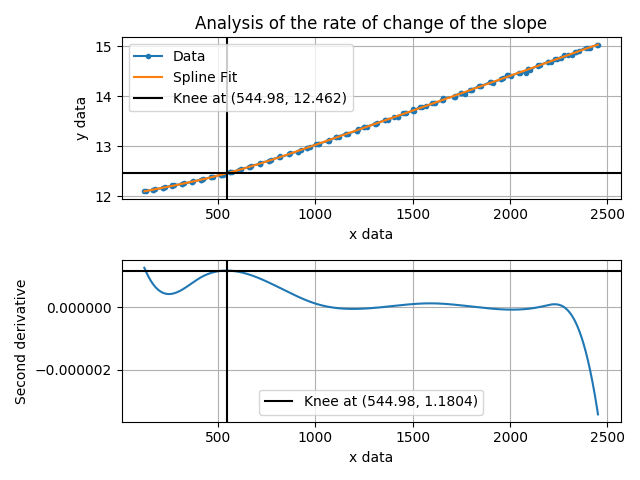 Analysis of the rate of change of the slope
15
14
13
12
y data
Data
Spline Fit
Knee at (544.98, 12.462)
500
1000
1500
2000
2500
x data
0.000000
−0.000002
Second derivative
Knee at (544.98, 1.1804)
500
1000
1500
2000
2500
x data